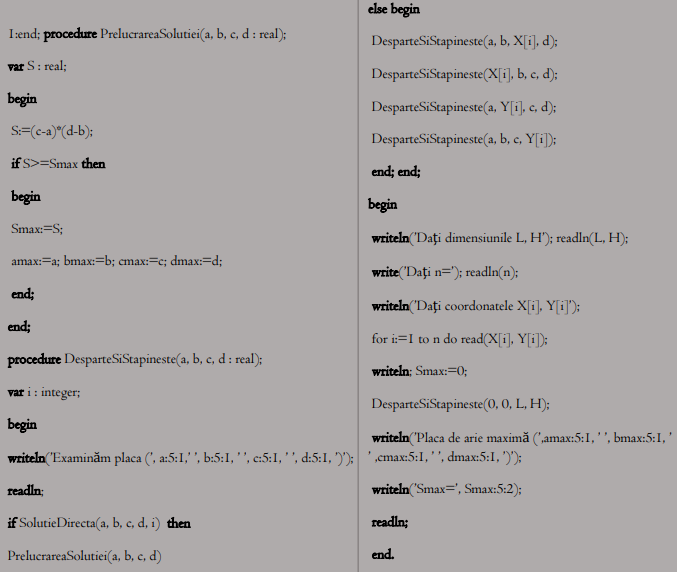 1:end; procedure PrelucrareaSolutiei(a, b, c, d : real);
var S : real;
begin
S:=(c-a)*(d-b);
if S>=Smax then
begin
Smax:=S;
amax:=a; bmax:=b; cmax:=c; dmax:=d;
end;
end;
procedure DesparteSiStapineste(a, b, c, d : real);
var i : integer;
begin
writeln('Examinăm placa (', a:5:1,' ', b:5:1, ' ', c:5:1, ' ', d:5:1, ')');
readln;
if SolutieDirecta(a, b, c, d, i) then
PrelucrareaSolutiei(a, b, c, d)
else begin
DesparteSiStapineste(a, b, X[i], d);
DesparteSiStapineste(X[i], b, c, d);
DesparteSiStapineste(a, Y[i], c, d);
DesparteSiStapineste(a, b, c, Y[i]);
end; end;
begin
writeln('Daţi dimensiunile L, H'); readln(L, H);
write('Daţi n='); readln(n);
writeln('Daţi coordonatele X[i], Y[i]');
for i:=1 to n do read(X[i], Y[i]);
writeln; Smax:=0;
DesparteSiStapineste(0, 0, L, H);
writeln('Placa de arie maximă (',amax:5:1, ' ', bmax:5:1, '
' ,cmax:5:1, ' ', dmax:5:1, ')');
writeln('Smax=', Smax:5:2);
readln;
end.